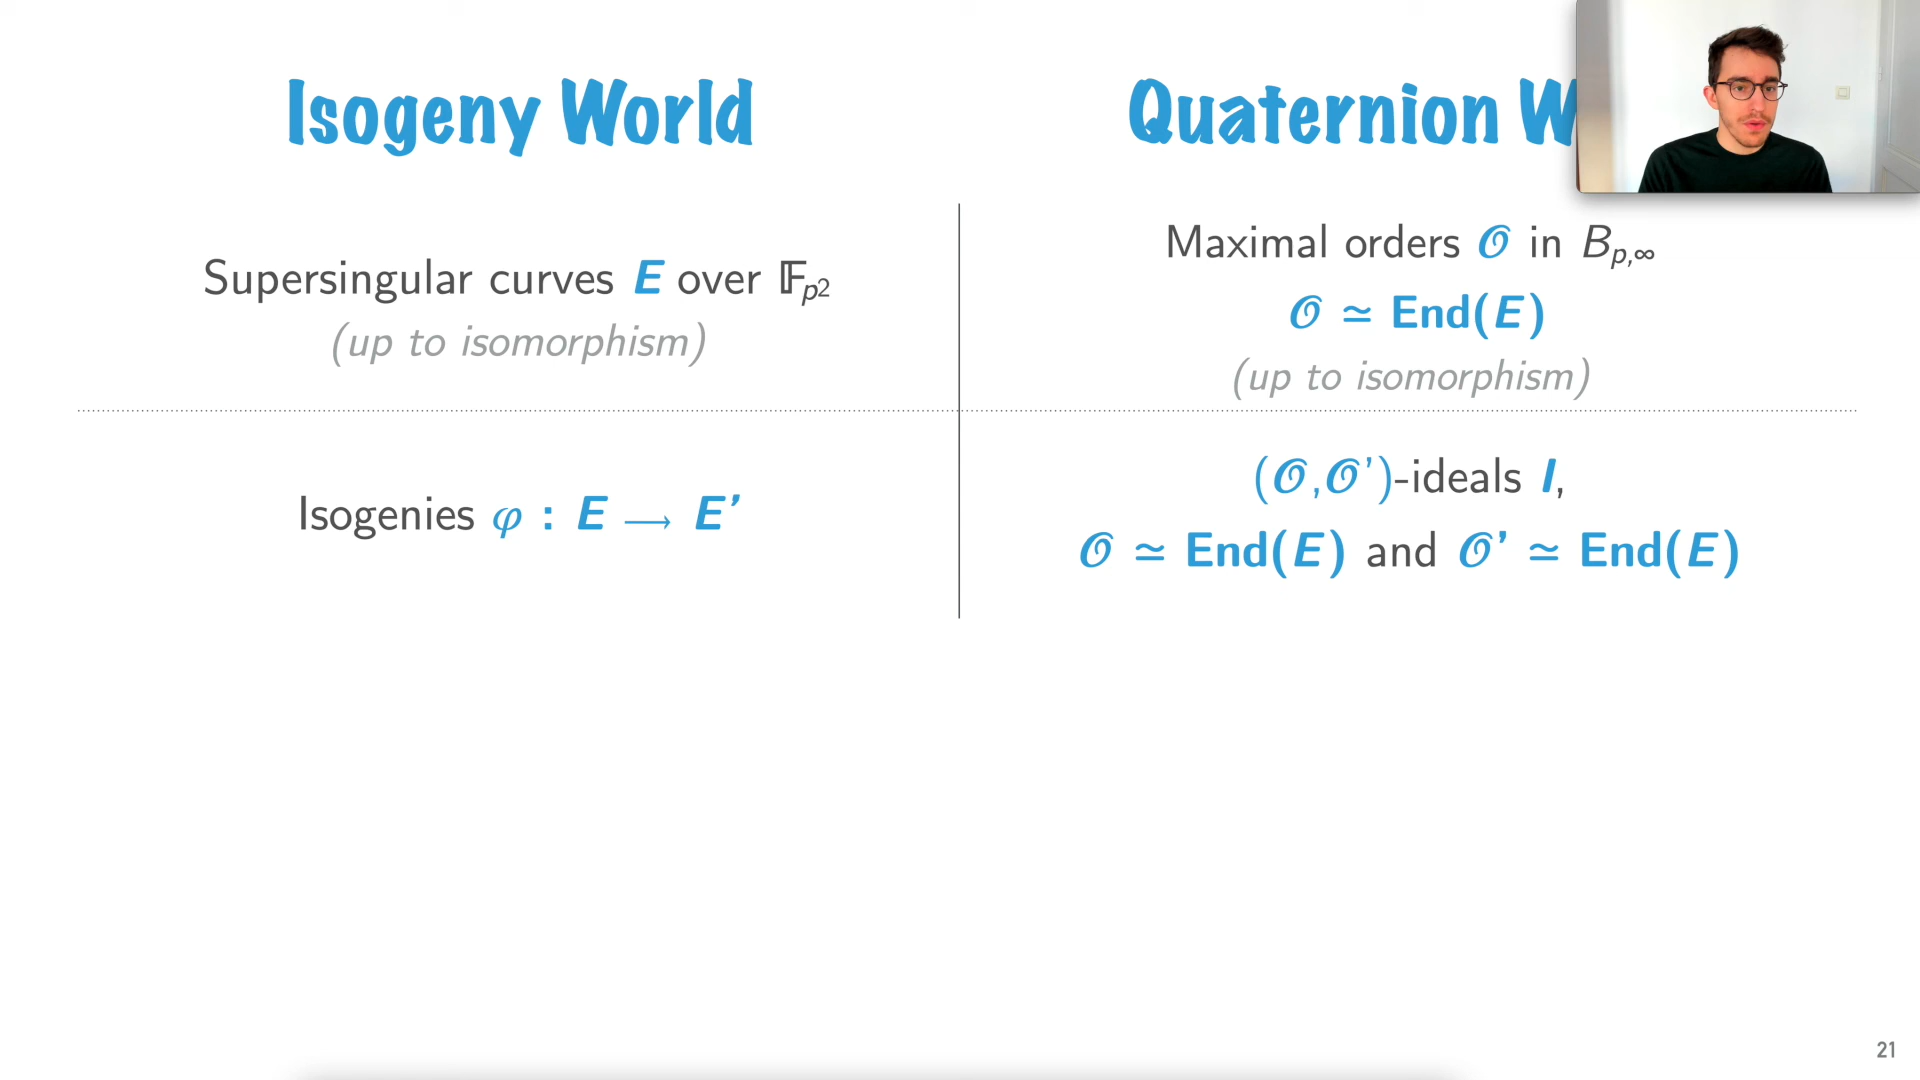 Isogeny World
Quaternion W
Supersingular curves E over 𝔽p²
(up to isomorphism)
Maximal orders 𝒪 in Bp,∞
𝒪 ≃ End(E)
(up to isomorphism)
Isogenies φ : E ⟶ E’
(𝒪,𝒪’)-ideals I,
𝒪 ≃ End(E) and 𝒪’ ≃ End(E)
21